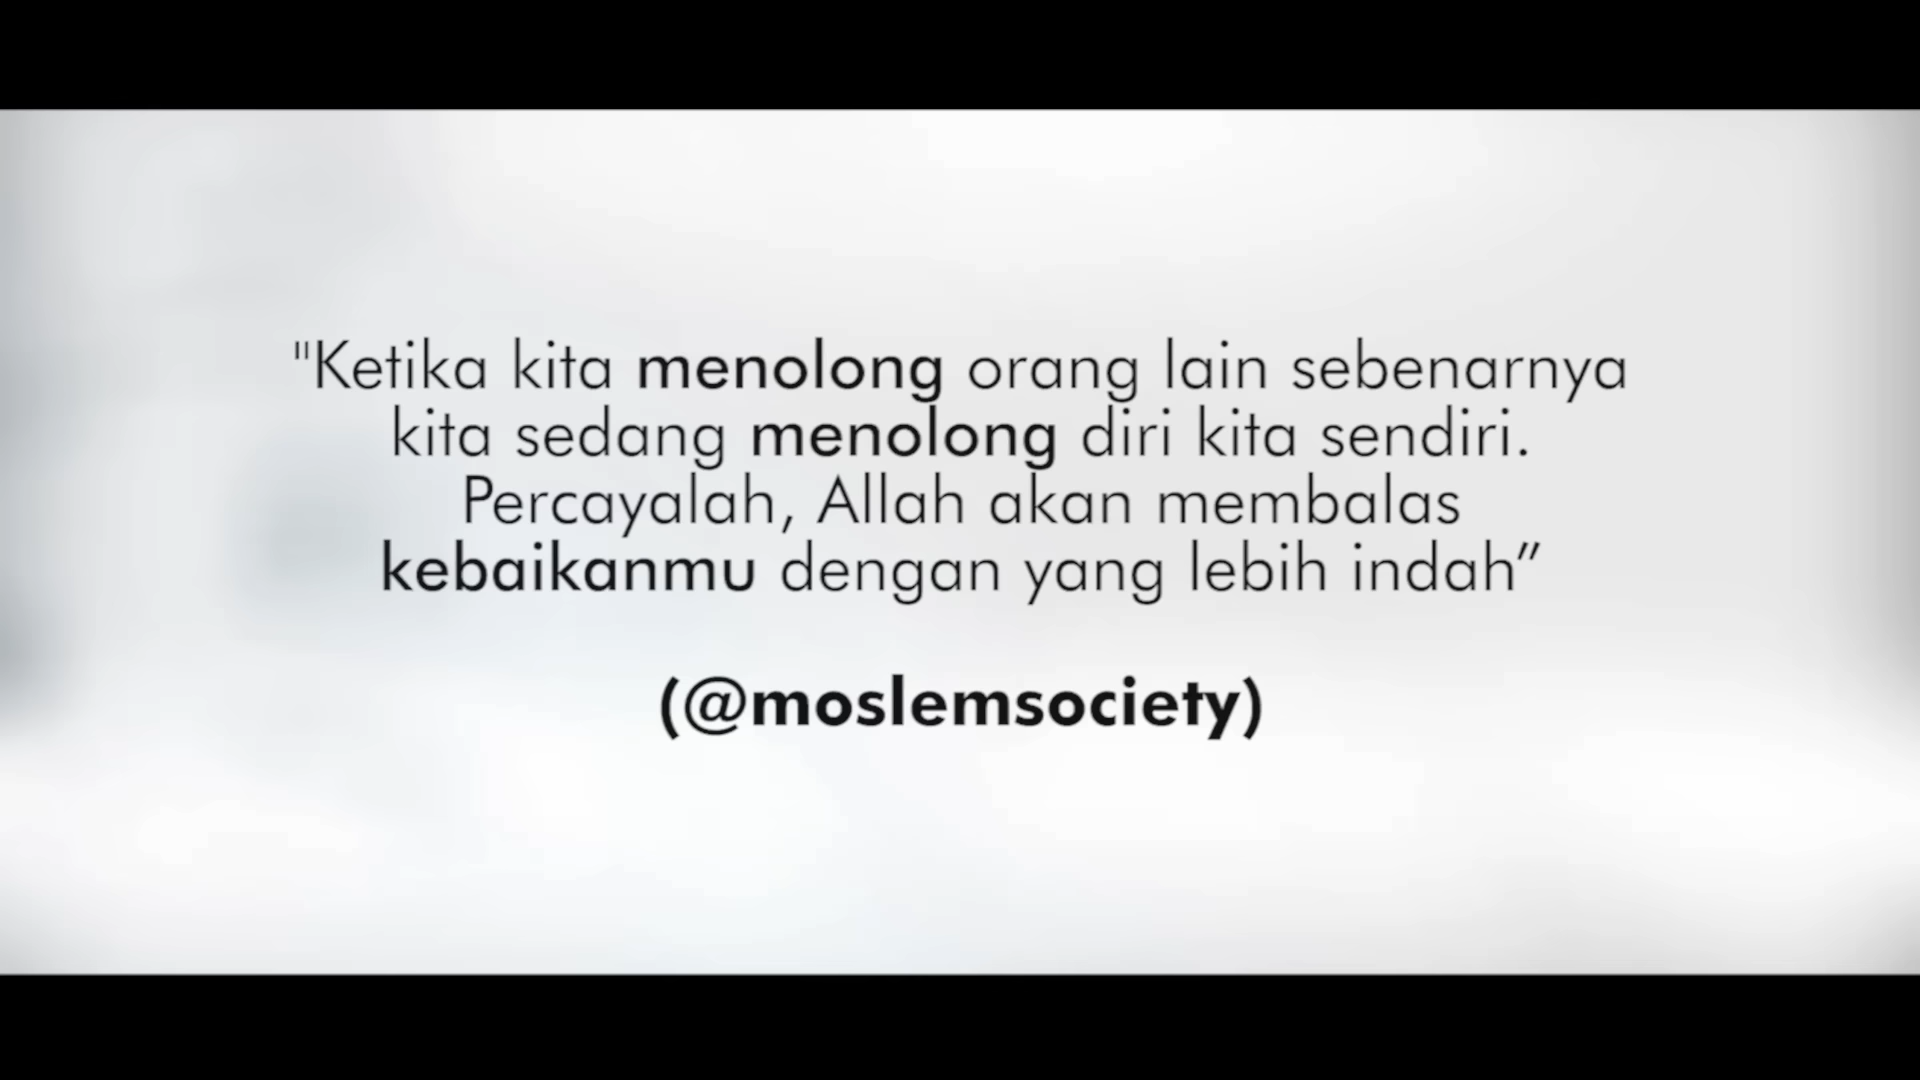 "Ketika kita menolong orang lain sebenarnya
kita sedang menolong diri kita sendiri.
Percayalah, Allah akan membalas
kebaikanmu dengan yang lebih indah”
(@moslemsociety)